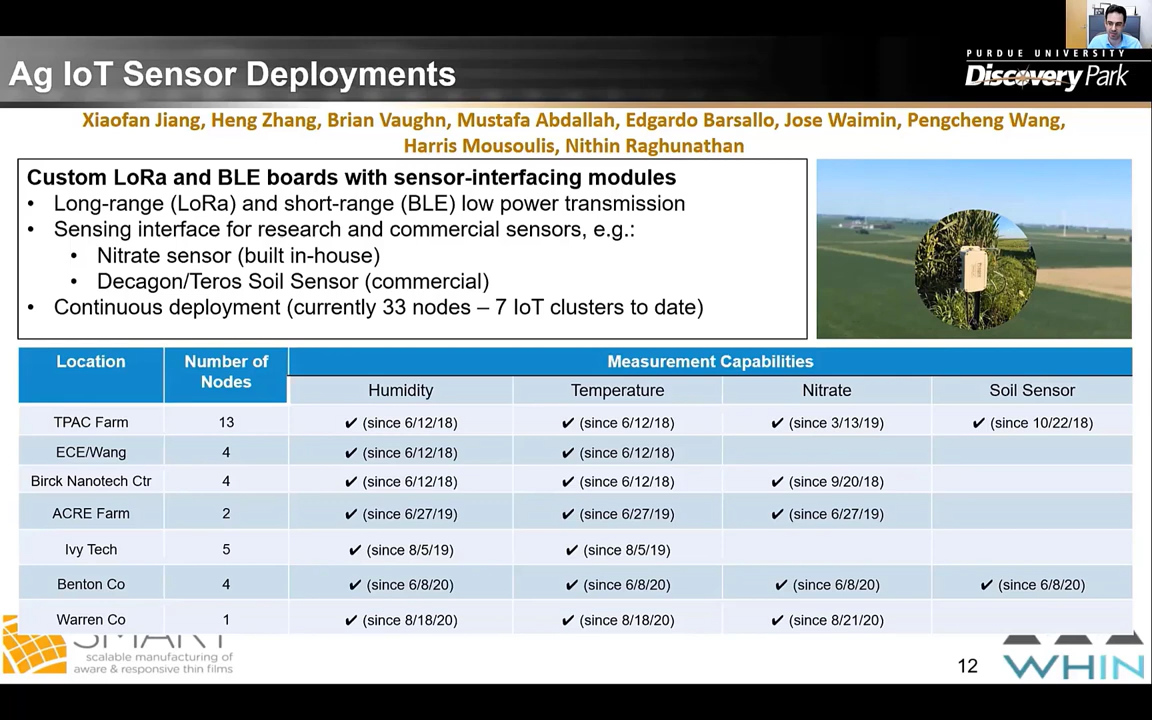 PURDUE UNIVERSITY
Discovery Park
Ag IoT Sensor Deployments
Xiaofan Jiang, Heng Zhang, Brian Vaughn, Mustafa Abdallah, Edgardo Barsallo, Jose Waimin, Pengcheng Wang,
Harris Mousoulis, Nithin Raghunathan
Custom LoRa and BLE boards with sensor-interfacing modules
• Long-range (LoRa) and short-range (BLE) low power transmission
• Sensing interface for research and commercial sensors, e.g.:
• Nitrate sensor (built in-house)
• Decagon/Teros Soil Sensor (commercial)
• Continuous deployment (currently 33 nodes – 7 IoT clusters to date)
Location Number of Nodes Measurement Capabilities
Humidity Temperature Nitrate Soil Sensor
TPAC Farm 13 ✔ (since 6/12/18) ✔ (since 6/12/18) ✔ (since 3/13/19) ✔ (since 10/22/18)
ECE/Wang 4 ✔ (since 6/12/18) ✔ (since 6/12/18)
Birck Nanotech Ctr 4 ✔ (since 6/12/18) ✔ (since 6/12/18) ✔ (since 9/20/18)
ACRE Farm 2 ✔ (since 6/27/19) ✔ (since 6/27/19) ✔ (since 6/27/19)
Ivy Tech 5 ✔ (since 8/5/19) ✔ (since 8/5/19)
Benton Co 4 ✔ (since 6/8/20) ✔ (since 6/8/20) ✔ (since 6/8/20) ✔ (since 6/8/20)
Warren Co 1 ✔ (since 8/18/20) ✔ (since 8/18/20) ✔ (since 8/21/20)
SMART
scalable manufacturing of
aware & responsive thin films
12
WHIN